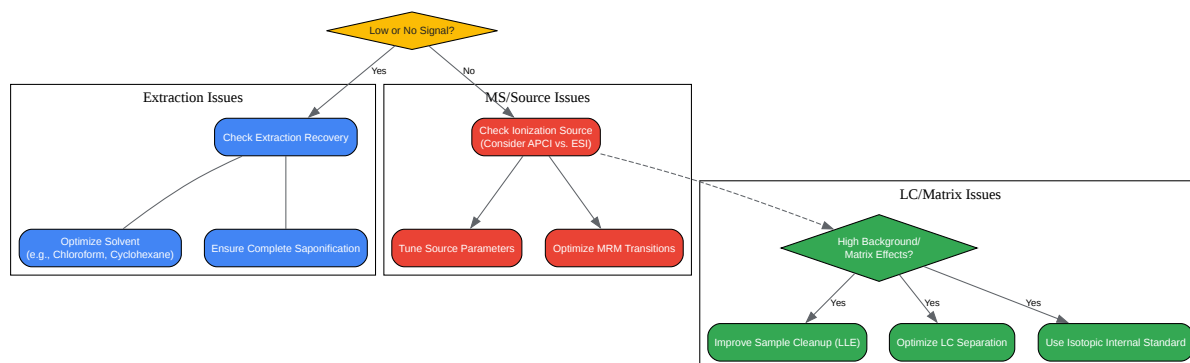 Low or No Signal?
Yes
No
Extraction Issues
MS/Source Issues
Check Extraction Recovery
Check Ionization Source
(Consider APCI vs. ESI)
LC/Matrix Issues
Optimize Solvent
(e.g., Chloroform, Cyclohexane)
Ensure Complete Saponification
Tune Source Parameters
Optimize MRM Transitions
High Background/
Matrix Effects?
Yes
Yes
Yes
Improve Sample Cleanup (LLE)
Optimize LC Separation
Use Isotopic Internal Standard